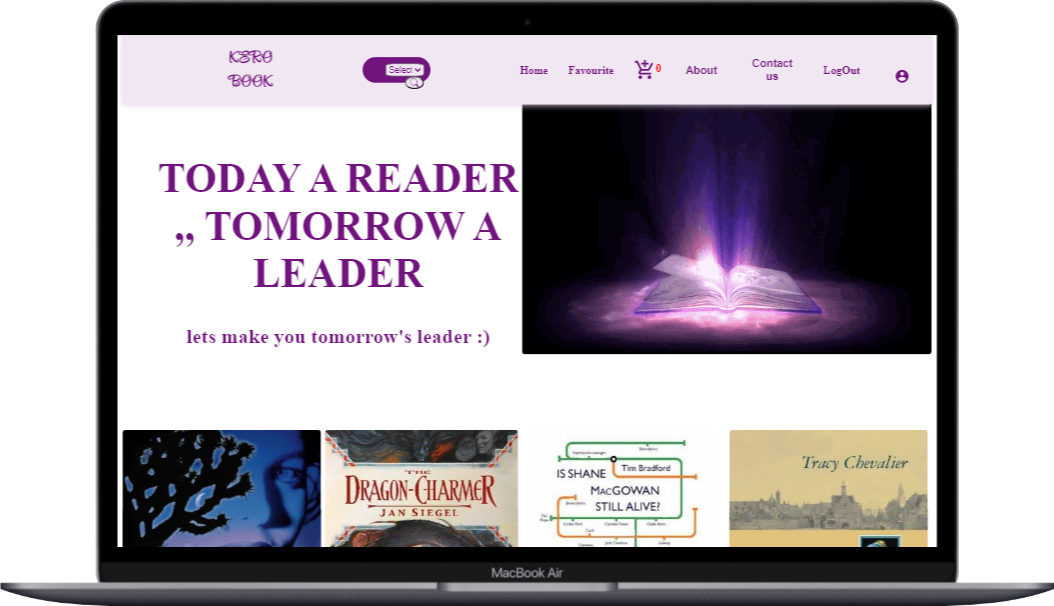 KERO
BOOK
Select
Home
Favourite
0
About
Contact
us
LogOut
TODAY A READER
,, TOMORROW A
LEADER
lets make you tomorrow's leader :)
THE
DRAGON-CHARMER
JAN SIEGEL
IS SHANE
Tim Bradford
MACGOWAN
STILL ALIVE?
Tracy Chevalier
MacBook Air